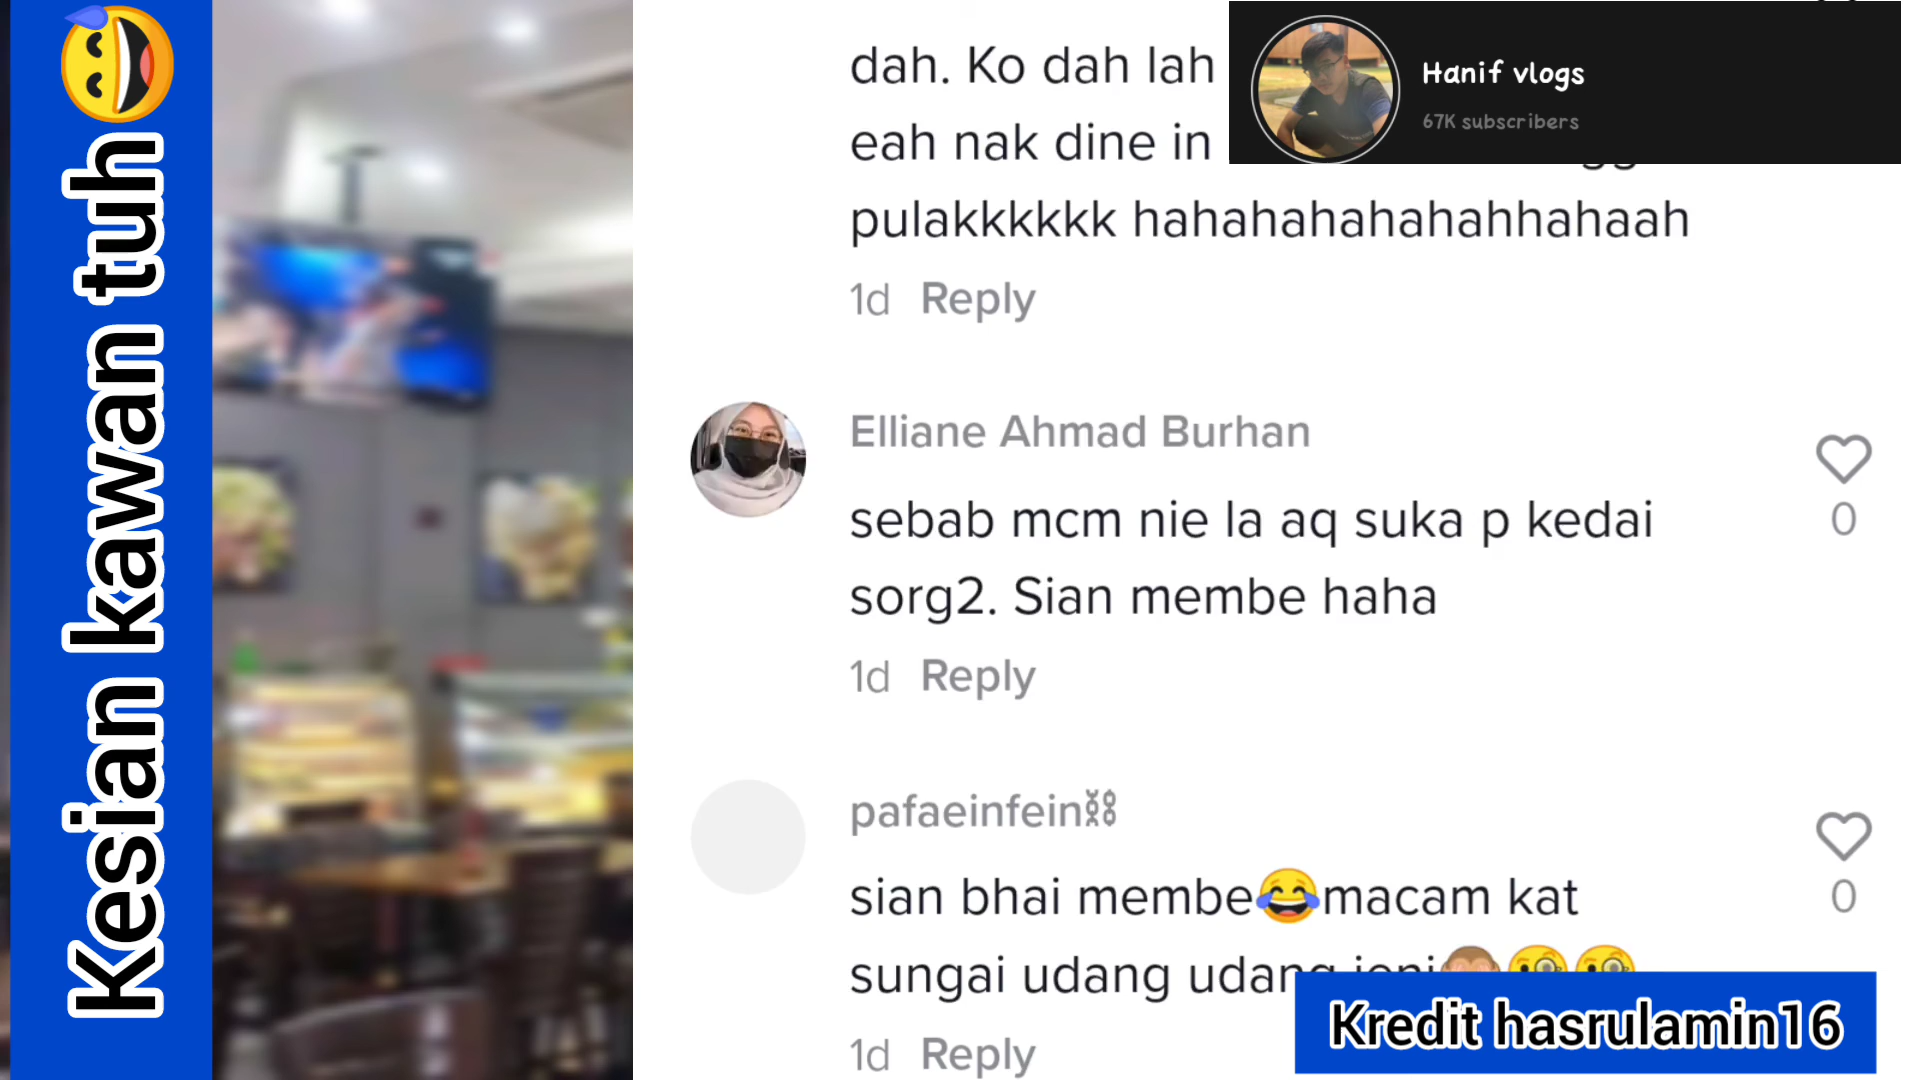 Kesian kawan tuh😅
dah. Ko dah lah
eah nak dine in
pulakkkkkk hahahahahahahhahaah
1d Reply
Hanif vlogs
67K subscribers
Elliane Ahmad Burhan
sebab mcm nie la aq suka p kedai
sorg2. Sian membe haha
1d Reply
0
pafaeinfein⛓
sian bhai membe😂macam kat
sungai udang udang
1d Reply
0
Kredit hasrulamin16